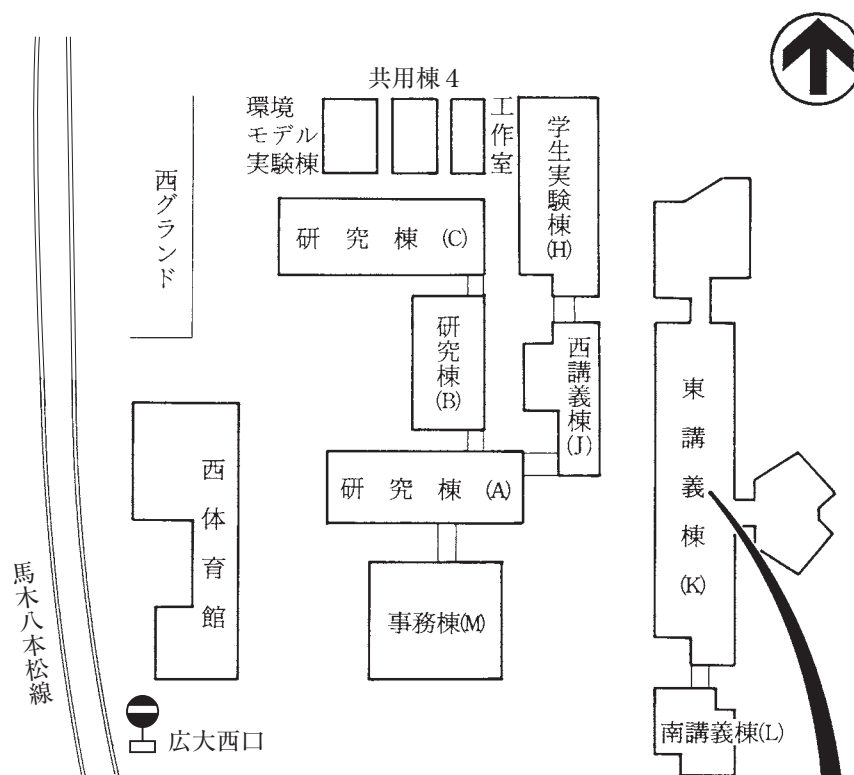 共用棟4
環境
モデル
実験棟
工作室
学生実験棟(H)
西グランド
研究棟(C)
研究棟(B)
西講義棟(J)
東講義棟(K)
研究棟(A)
西体育館
事務棟(M)
馬木八本松線
広大西口
南講義棟(L)